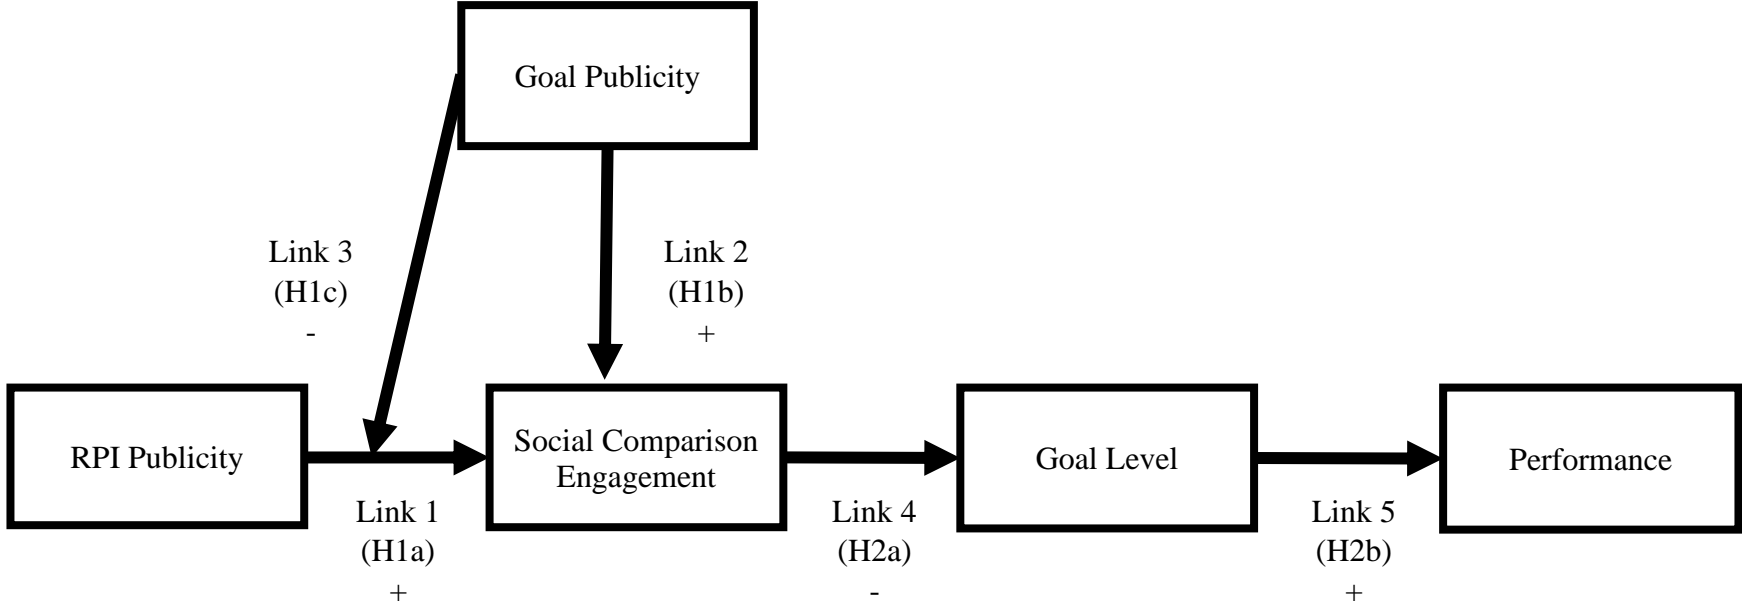 Goal Publicity
Link 3
(H1c)
-
Link 2
(H1b)
+
RPI Publicity
Social Comparison
Engagement
Goal Level
Performance
Link 1
(H1a)
+
Link 4
(H2a)
-
Link 5
(H2b)
+